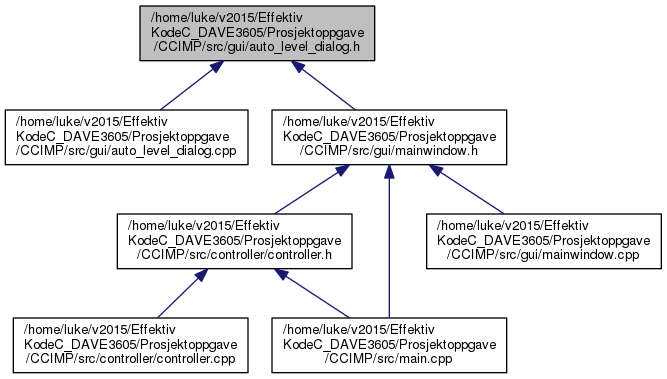 /home/luke/v2015/Effektiv
KodeC_DAVE3605/Prosjektoppgave
/CCIMP/src/gui/auto_level_dialog.h
/home/luke/v2015/Effektiv
KodeC_DAVE3605/Prosjektoppgave
/CCIMP/src/gui/auto_level_dialog.cpp
/home/luke/v2015/Effektiv
KodeC_DAVE3605/Prosjektoppgave
/CCIMP/src/gui/mainwindow.h
/home/luke/v2015/Effektiv
KodeC_DAVE3605/Prosjektoppgave
/CCIMP/src/controller/controller.h
/home/luke/v2015/Effektiv
KodeC_DAVE3605/Prosjektoppgave
/CCIMP/src/gui/mainwindow.cpp
/home/luke/v2015/Effektiv
KodeC_DAVE3605/Prosjektoppgave
/CCIMP/src/controller/controller.cpp
/home/luke/v2015/Effektiv
KodeC_DAVE3605/Prosjektoppgave
/CCIMP/src/main.cpp